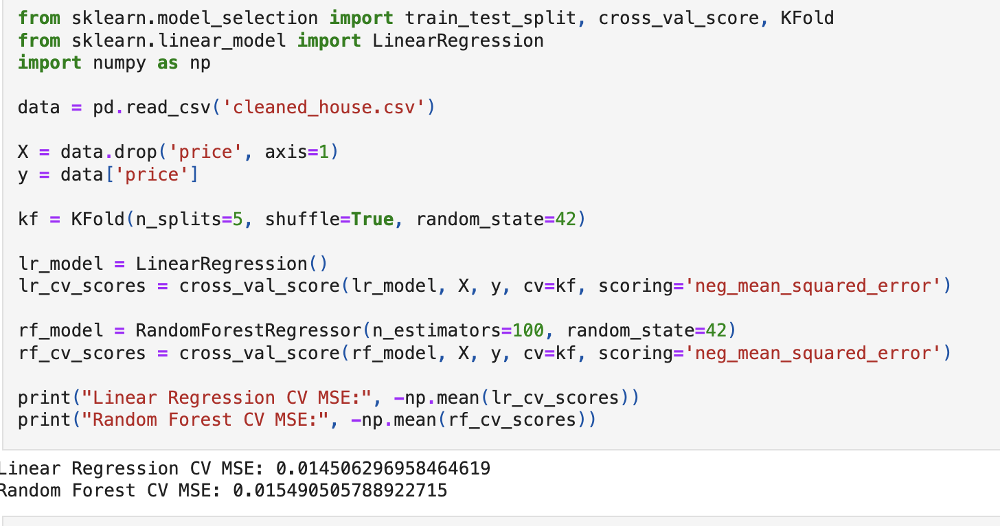 from sklearn.model_selection import train_test_split, cross_val_score, KFold
from sklearn.linear_model import LinearRegression
import numpy as np
data = pd.read_csv('cleaned_house.csv')
X = data.drop('price', axis=1)
y = data['price']
kf = KFold(n_splits=5, shuffle=True, random_state=42)
lr_model = LinearRegression()
lr_cv_scores = cross_val_score(lr_model, X, y, cv=kf, scoring='neg_mean_squared_error')
rf_model = RandomForestRegressor(n_estimators=100, random_state=42)
rf_cv_scores = cross_val_score(rf_model, X, y, cv=kf, scoring='neg_mean_squared_error')
print("Linear Regression CV MSE:", -np.mean(lr_cv_scores))
print("Random Forest CV MSE:", -np.mean(rf_cv_scores))
Linear Regression CV MSE: 0.014506296958464619
Random Forest CV MSE: 0.015490505788922715